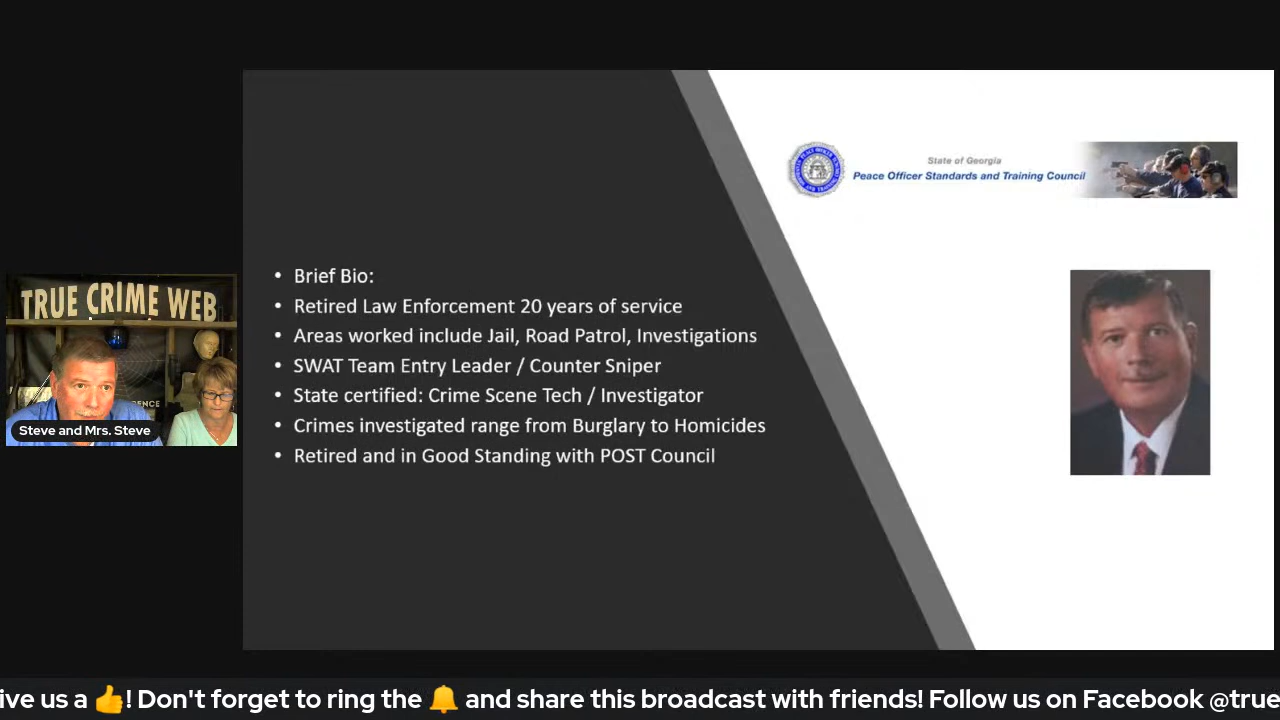 State of Georgia
Peace Officer Standards and Training Council
TRUE CRIME WEB
Steve and Mrs. Steve
• Brief Bio:
• Retired Law Enforcement 20 years of service
• Areas worked include Jail, Road Patrol, Investigations
• SWAT Team Entry Leader / Counter Sniper
• State certified: Crime Scene Tech / Investigator
• Crimes investigated range from Burglary to Homicides
• Retired and in Good Standing with POST Council
ive us a 👍! Don't forget to ring the 🔔 and share this broadcast with friends! Follow us on Facebook @true